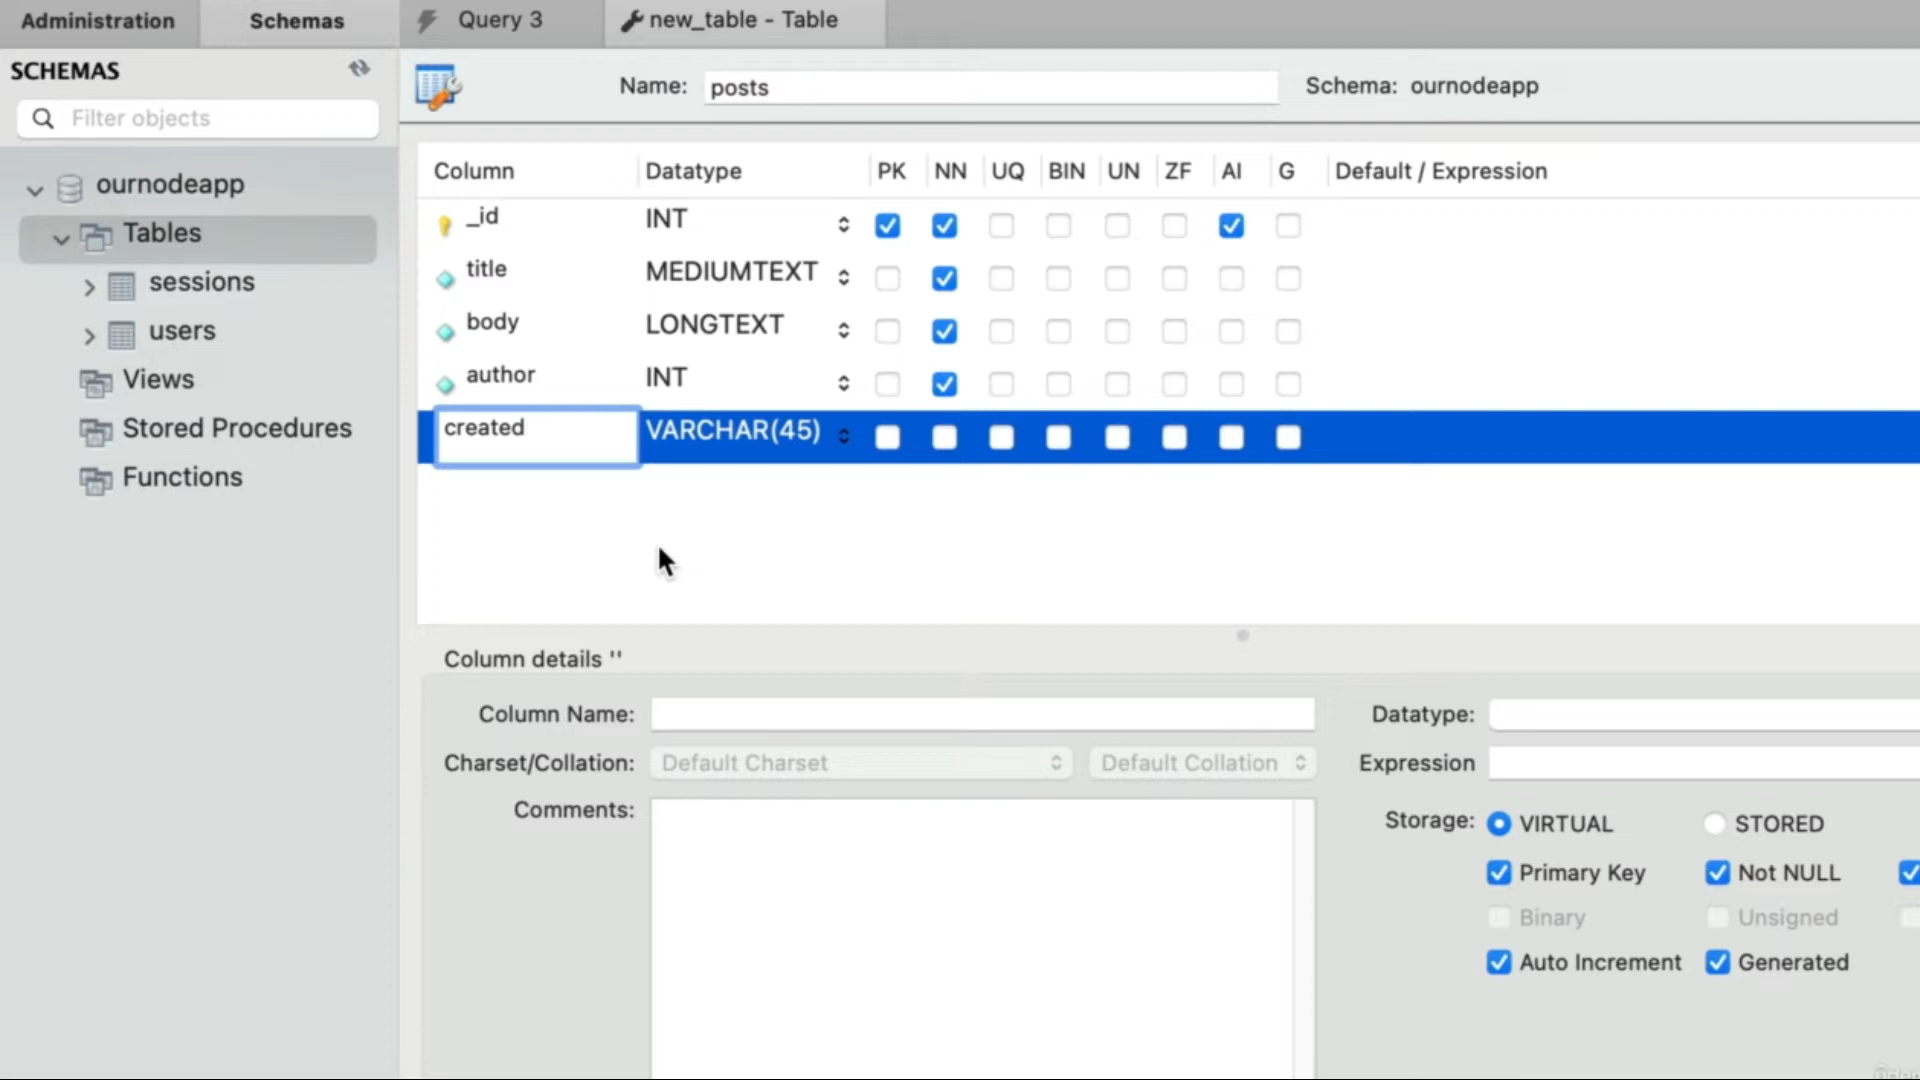 Administration Schemas Query 3 new_table - Table
SCHEMAS
Filter objects
Name: posts Schema: ournodeapp
ournodeapp
Tables
sessions
users
Views
Stored Procedures
Functions
Column Datatype PK NN UQ BIN UN ZF AI G Default / Expression
_id INT
title MEDIUMTEXT
body LONGTEXT
author INT
created VARCHAR(45)
Column details ''
Column Name: Datatype:
Charset/Collation: Default Charset Default Collation Expression
Comments: Storage: VIRTUAL STORED
Primary Key Not NULL
Binary Unsigned
Auto Increment Generated